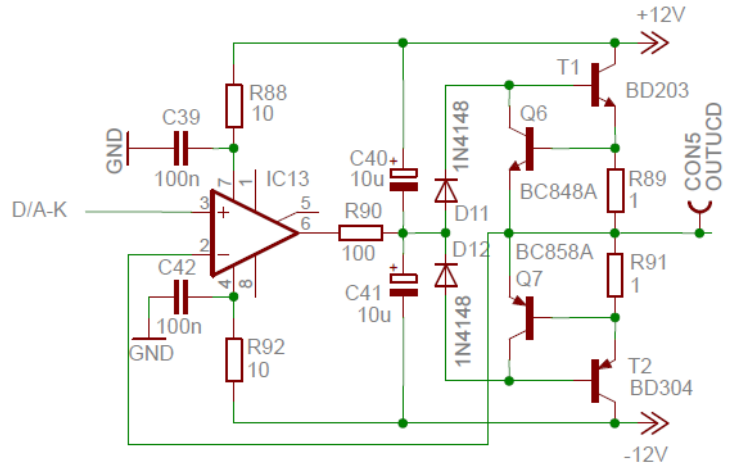 +12V
T1
BD203
R88
10
C39
100n
GND
Q6
1N4148
CON5
OUTUCD
C40
10u
+
BC848A
R89
1
7
1
IC13
5
D/A-K
3
+
6
R90
100
D11
2
-
D12
BC858A
Q7
R91
1
C42
100n
GND
4
8
+
C41
10u
1N4148
R92
10
T2
BD304
-12V